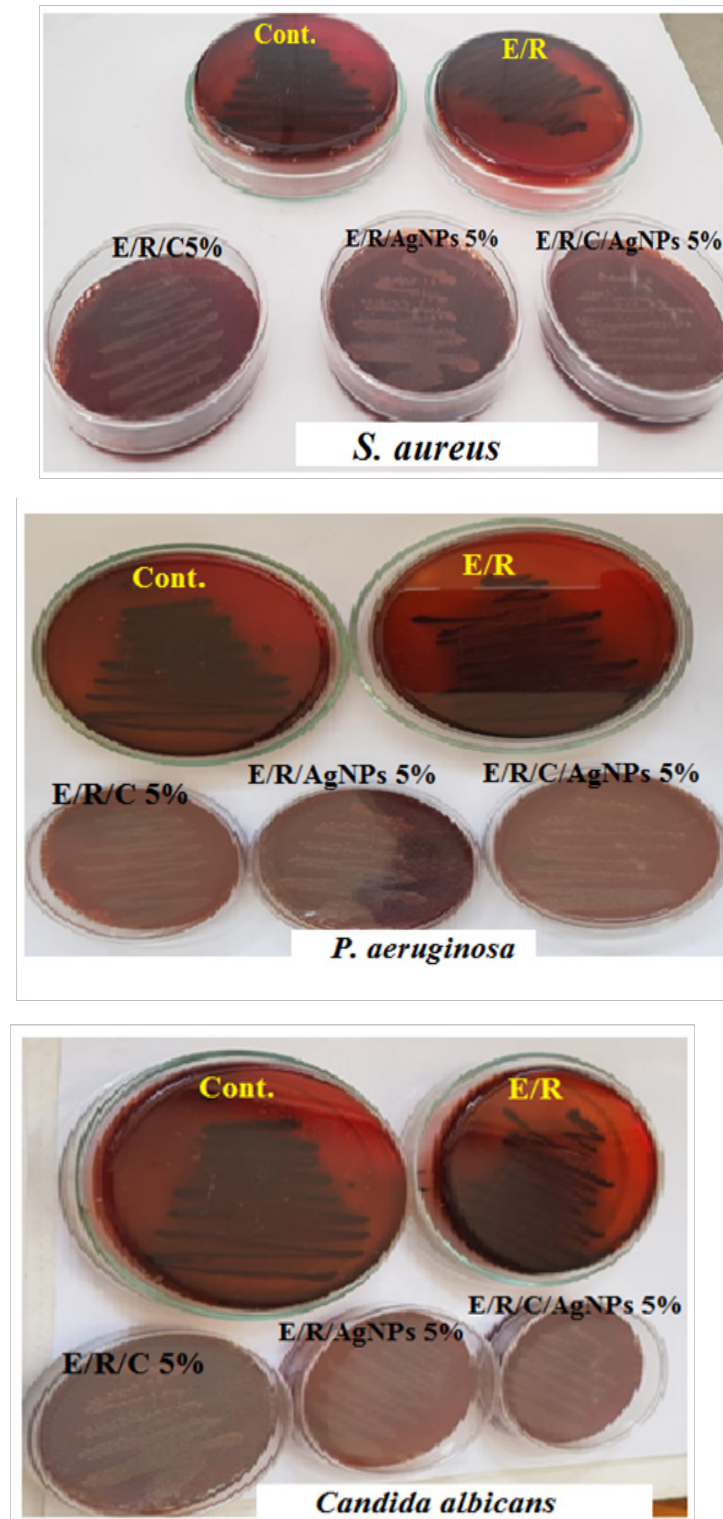 Cont.
E/R
E/R/C5%
E/R/AgNPs 5%
E/R/C/AgNPs 5%
S. aureus
Cont.
E/R
E/R/C 5%
E/R/AgNPs 5%
E/R/C/AgNPs 5%
P. aeruginosa
Cont.
E/R
E/R/C 5%
E/R/AgNPs 5%
E/R/C/AgNPs 5%
Candida albicans